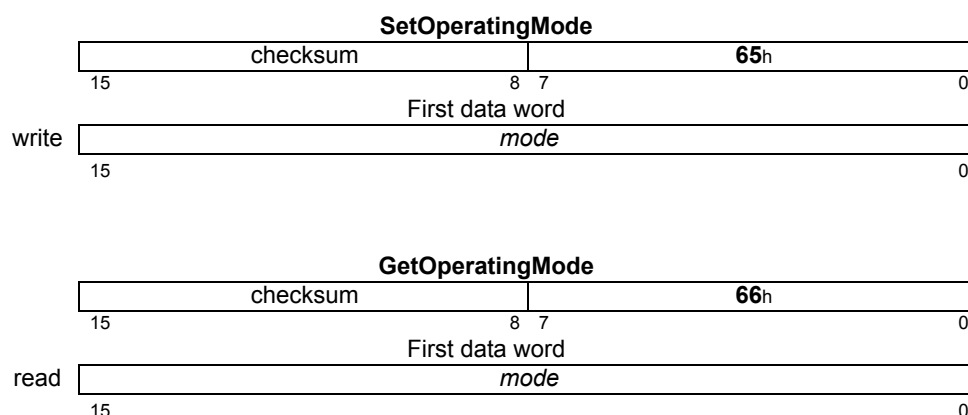 SetOperatingMode
checksum 65h
15 8 7 0
First data word
write mode
15 0
GetOperatingMode
checksum 66h
15 8 7 0
First data word
read mode
15 0